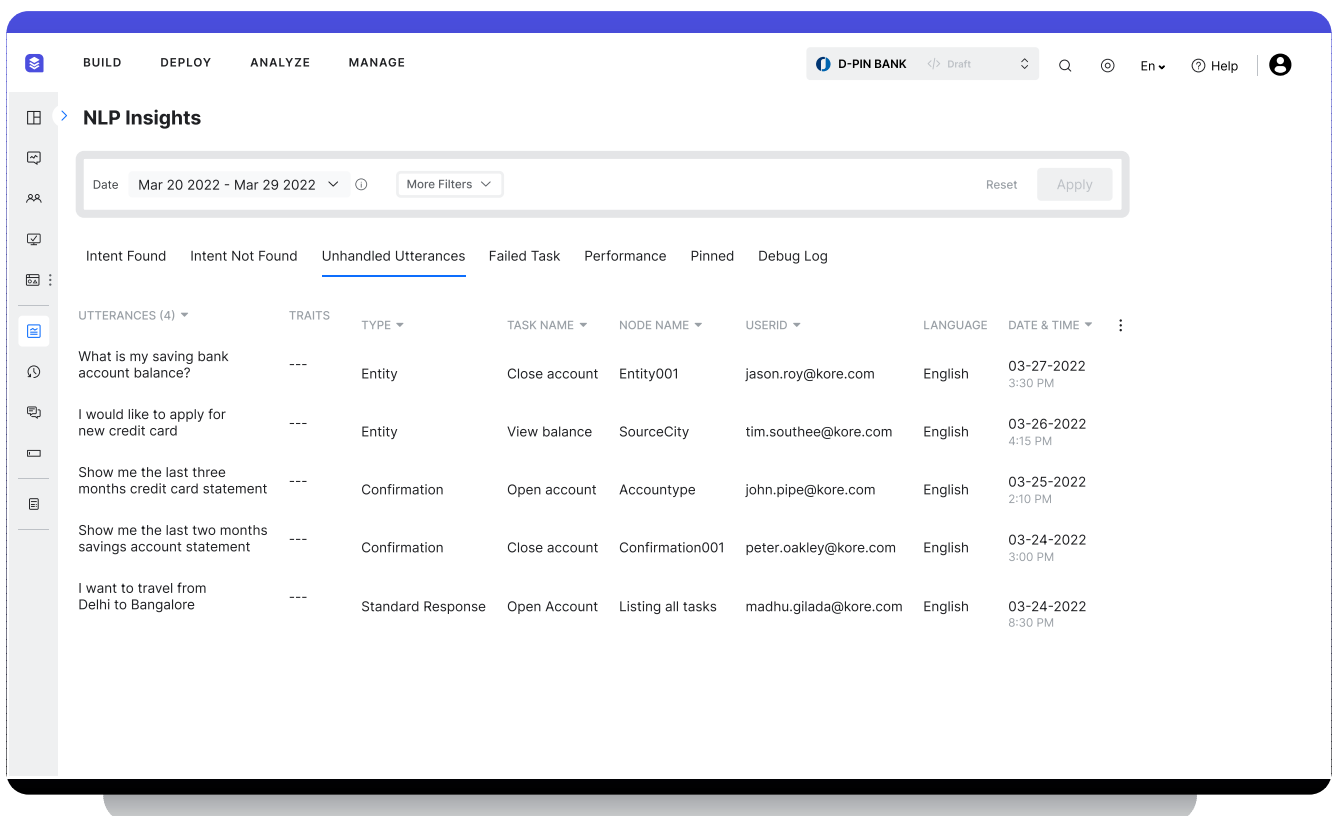 BUILD DEPLOY ANALYZE MANAGE D-PIN BANK </> Draft En Help
NLP Insights
Date Mar 20 2022 - Mar 29 2022 More Filters Reset Apply
Intent Found Intent Not Found Unhandled Utterances Failed Task Performance Pinned Debug Log
UTTERANCES (4) TRAITS TYPE TASK NAME NODE NAME USERID LANGUAGE DATE & TIME
What is my saving bank
account balance? --- Entity Close account Entity001 jason.roy@kore.com English 03-27-2022
3:30 PM
I would like to apply for
new credit card --- Entity View balance SourceCity tim.southee@kore.com English 03-26-2022
4:15 PM
Show me the last three
months credit card statement --- Confirmation Open account Accountype john.pipe@kore.com English 03-25-2022
2:10 PM
Show me the last two months
savings account statement --- Confirmation Close account Confirmation001 peter.oakley@kore.com English 03-24-2022
3:00 PM
I want to travel from
Delhi to Bangalore --- Standard Response Open Account Listing all tasks madhu.gilada@kore.com English 03-24-2022
8:30 PM